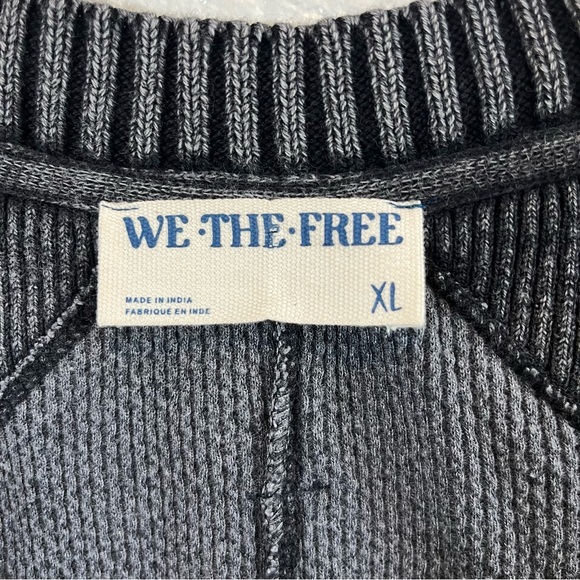 WE·THE·FREE
MADE IN INDIA
FABRIQUÉ EN INDE
XL